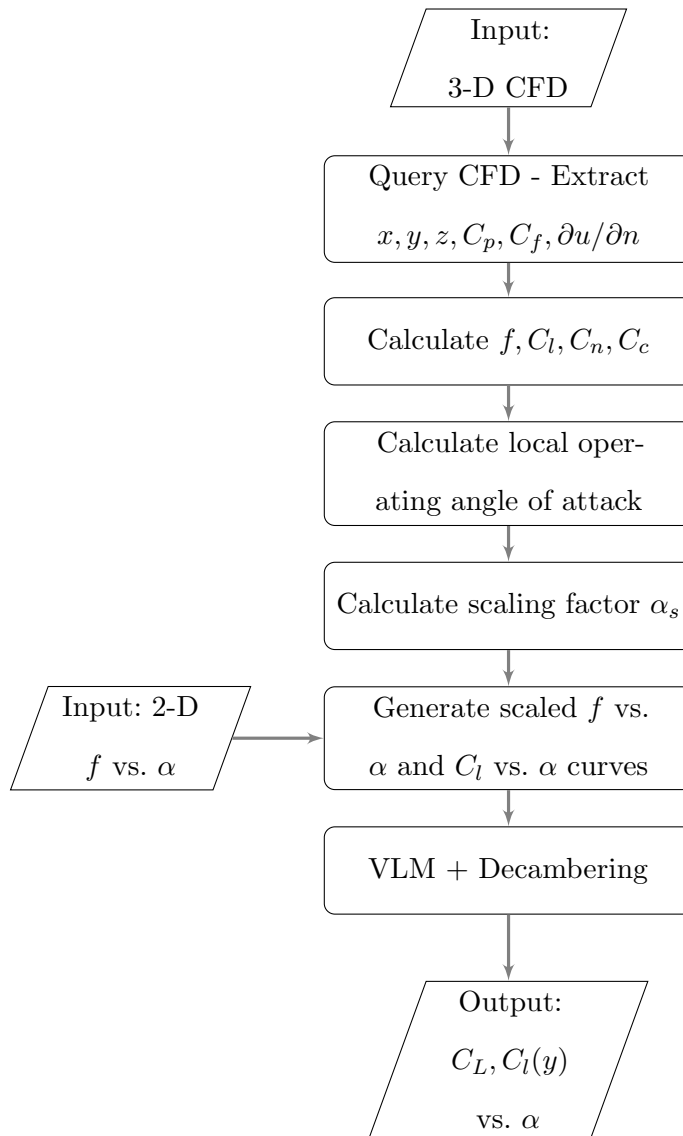 Input:
3-D CFD
Query CFD - Extract
x, y, z, C_p, C_f, ∂u/∂n
Calculate f, C_l, C_n, C_c
Calculate local oper-
ating angle of attack
Calculate scaling factor α_s
Input: 2-D
f vs. α
Generate scaled f vs.
α and C_l vs. α curves
VLM + Decambering
Output:
C_L, C_l(y)
vs. α